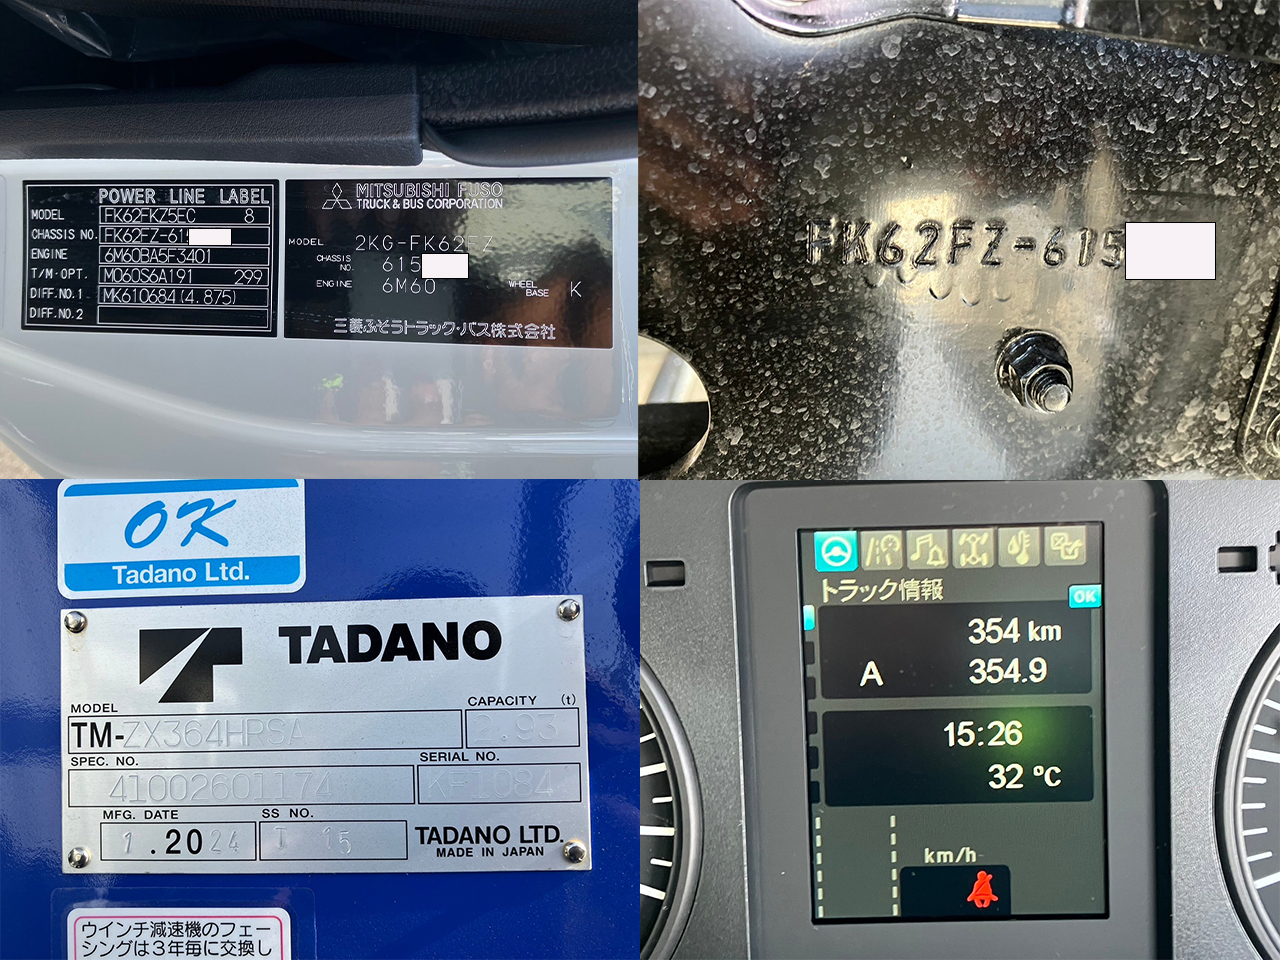 POWER LINE LABEL
MODEL FK62FKZ5EC 8
CHASSIS NO. FK62FZ-61
ENGINE 6M60BA5F3401
T/M·OPT. M060S6A191 299
DIFF.NO.1 MK610684(4.875)
DIFF.NO.2
MITSUBISHI FUSO
TRUCK & BUS CORPORATION
MODEL 2KG-FK62FZ
CHASSIS NO. 615
ENGINE 6M60 WHEEL BASE K
三菱ふそうトラック・バス株式会社
FK62FZ-615
OK
Tadano Ltd.
TADANO
MODEL CAPACITY (t)
TM-ZX364HPSA 2.93
SPEC. NO. SERIAL NO.
41002601174
MFG. DATE SS NO.
1 .2024 T 15
TADANO LTD.
MADE IN JAPAN
ウインチ減速機のフェー
シングは3年毎に交換し
トラック情報
OK
354 km
A 354.9
15:26
32 ºC
km/h